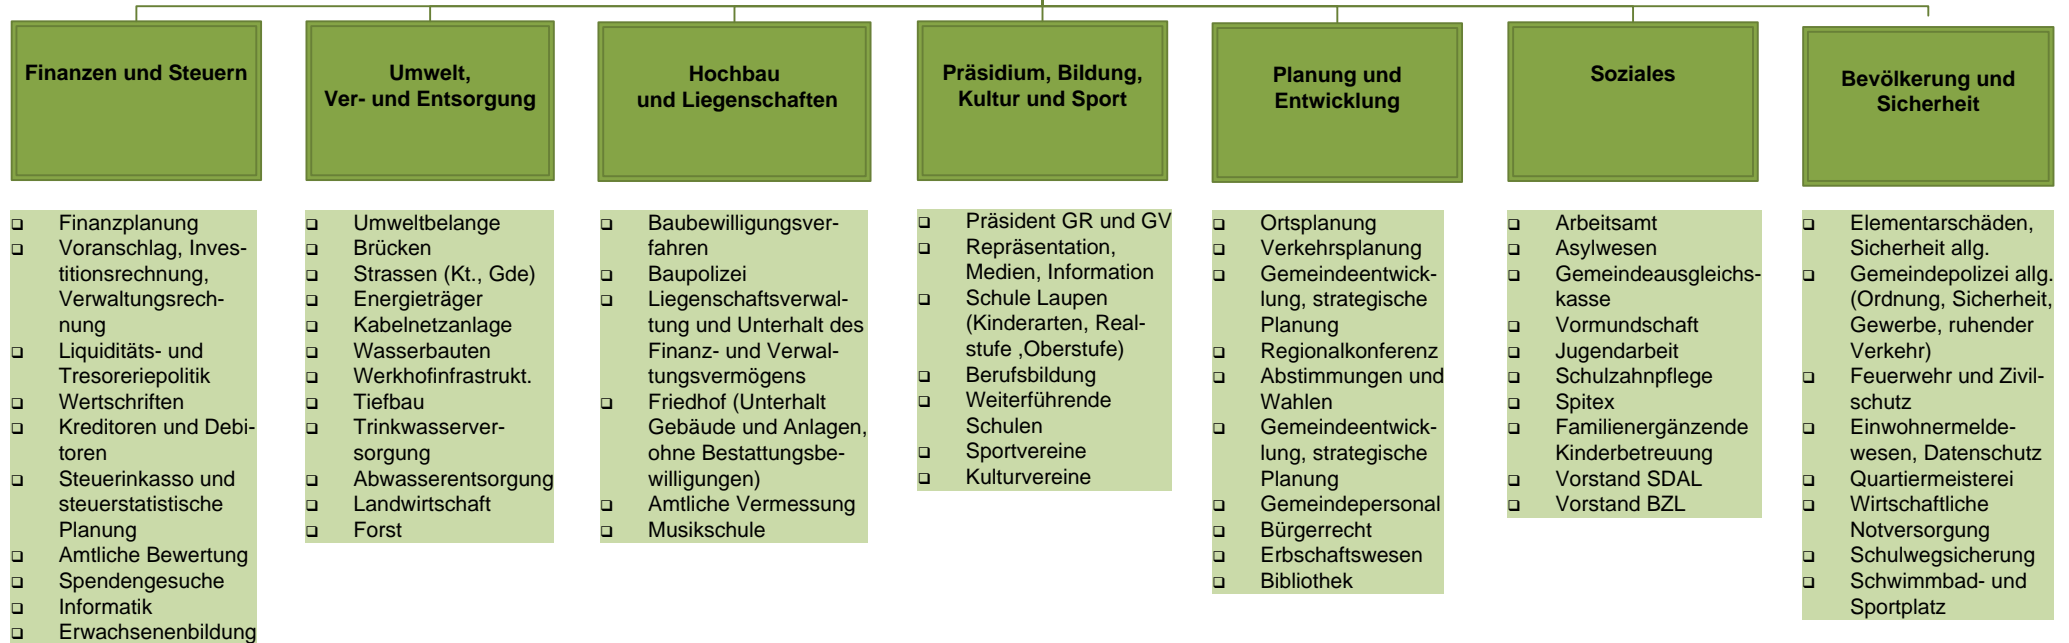 Finanzen und Steuern
Umwelt,
Ver- und Entsorgung
Hochbau
und Liegenschaften
Präsidium, Bildung,
Kultur und Sport
Planung und
Entwicklung
Soziales
Bevölkerung und
Sicherheit
Finanzplanung
Voranschlag, Inves-
titionsrechnung,
Verwaltungsrech-
nung
Liquiditäts- und
Tresoreriepolitik
Wertschriften
Kreditoren und Debi-
toren
Steuerinkasso und
steuerstatistische
Planung
Amtliche Bewertung
Spendengesuche
Informatik
Erwachsenenbildung
Umweltbelange
Brücken
Strassen (Kt., Gde)
Energieträger
Kabelnetzanlage
Wasserbauten
Werkhofinfrastrukt.
Tiefbau
Trinkwasserver-
sorgung
Abwasserentsorgung
Landwirtschaft
Forst
Baubewilligungsver-
fahren
Baupolizei
Liegenschaftsverwal-
tung und Unterhalt des
Finanz- und Verwal-
tungsvermögens
Friedhof (Unterhalt
Gebäude und Anlagen,
ohne Bestattungsbe-
willigungen)
Amtliche Vermessung
Musikschule
Präsident GR und GV
Repräsentation,
Medien, Information
Schule Laupen
(Kinderarten, Real-
stufe ,Oberstufe)
Berufsbildung
Weiterführende
Schulen
Sportvereine
Kulturvereine
Ortsplanung
Verkehrsplanung
Gemeindeentwick-
lung, strategische
Planung
Regionalkonferenz
Abstimmungen und
Wahlen
Gemeindeentwick-
lung, strategische
Planung
Gemeindepersonal
Bürgerrecht
Erbschaftswesen
Bibliothek
Arbeitsamt
Asylwesen
Gemeindeausgleichs-
kasse
Vormundschaft
Jugendarbeit
Schulzahnpflege
Spitex
Familienergänzende
Kinderbetreuung
Vorstand SDAL
Vorstand BZL
Elementarschäden,
Sicherheit allg.
Gemeindepolizei allg.
(Ordnung, Sicherheit,
Gewerbe, ruhender
Verkehr)
Feuerwehr und Zivil-
schutz
Einwohnermelde-
wesen, Datenschutz
Quartiermeisterei
Wirtschaftliche
Notversorgung
Schulwegsicherung
Schwimmbad- und
Sportplatz